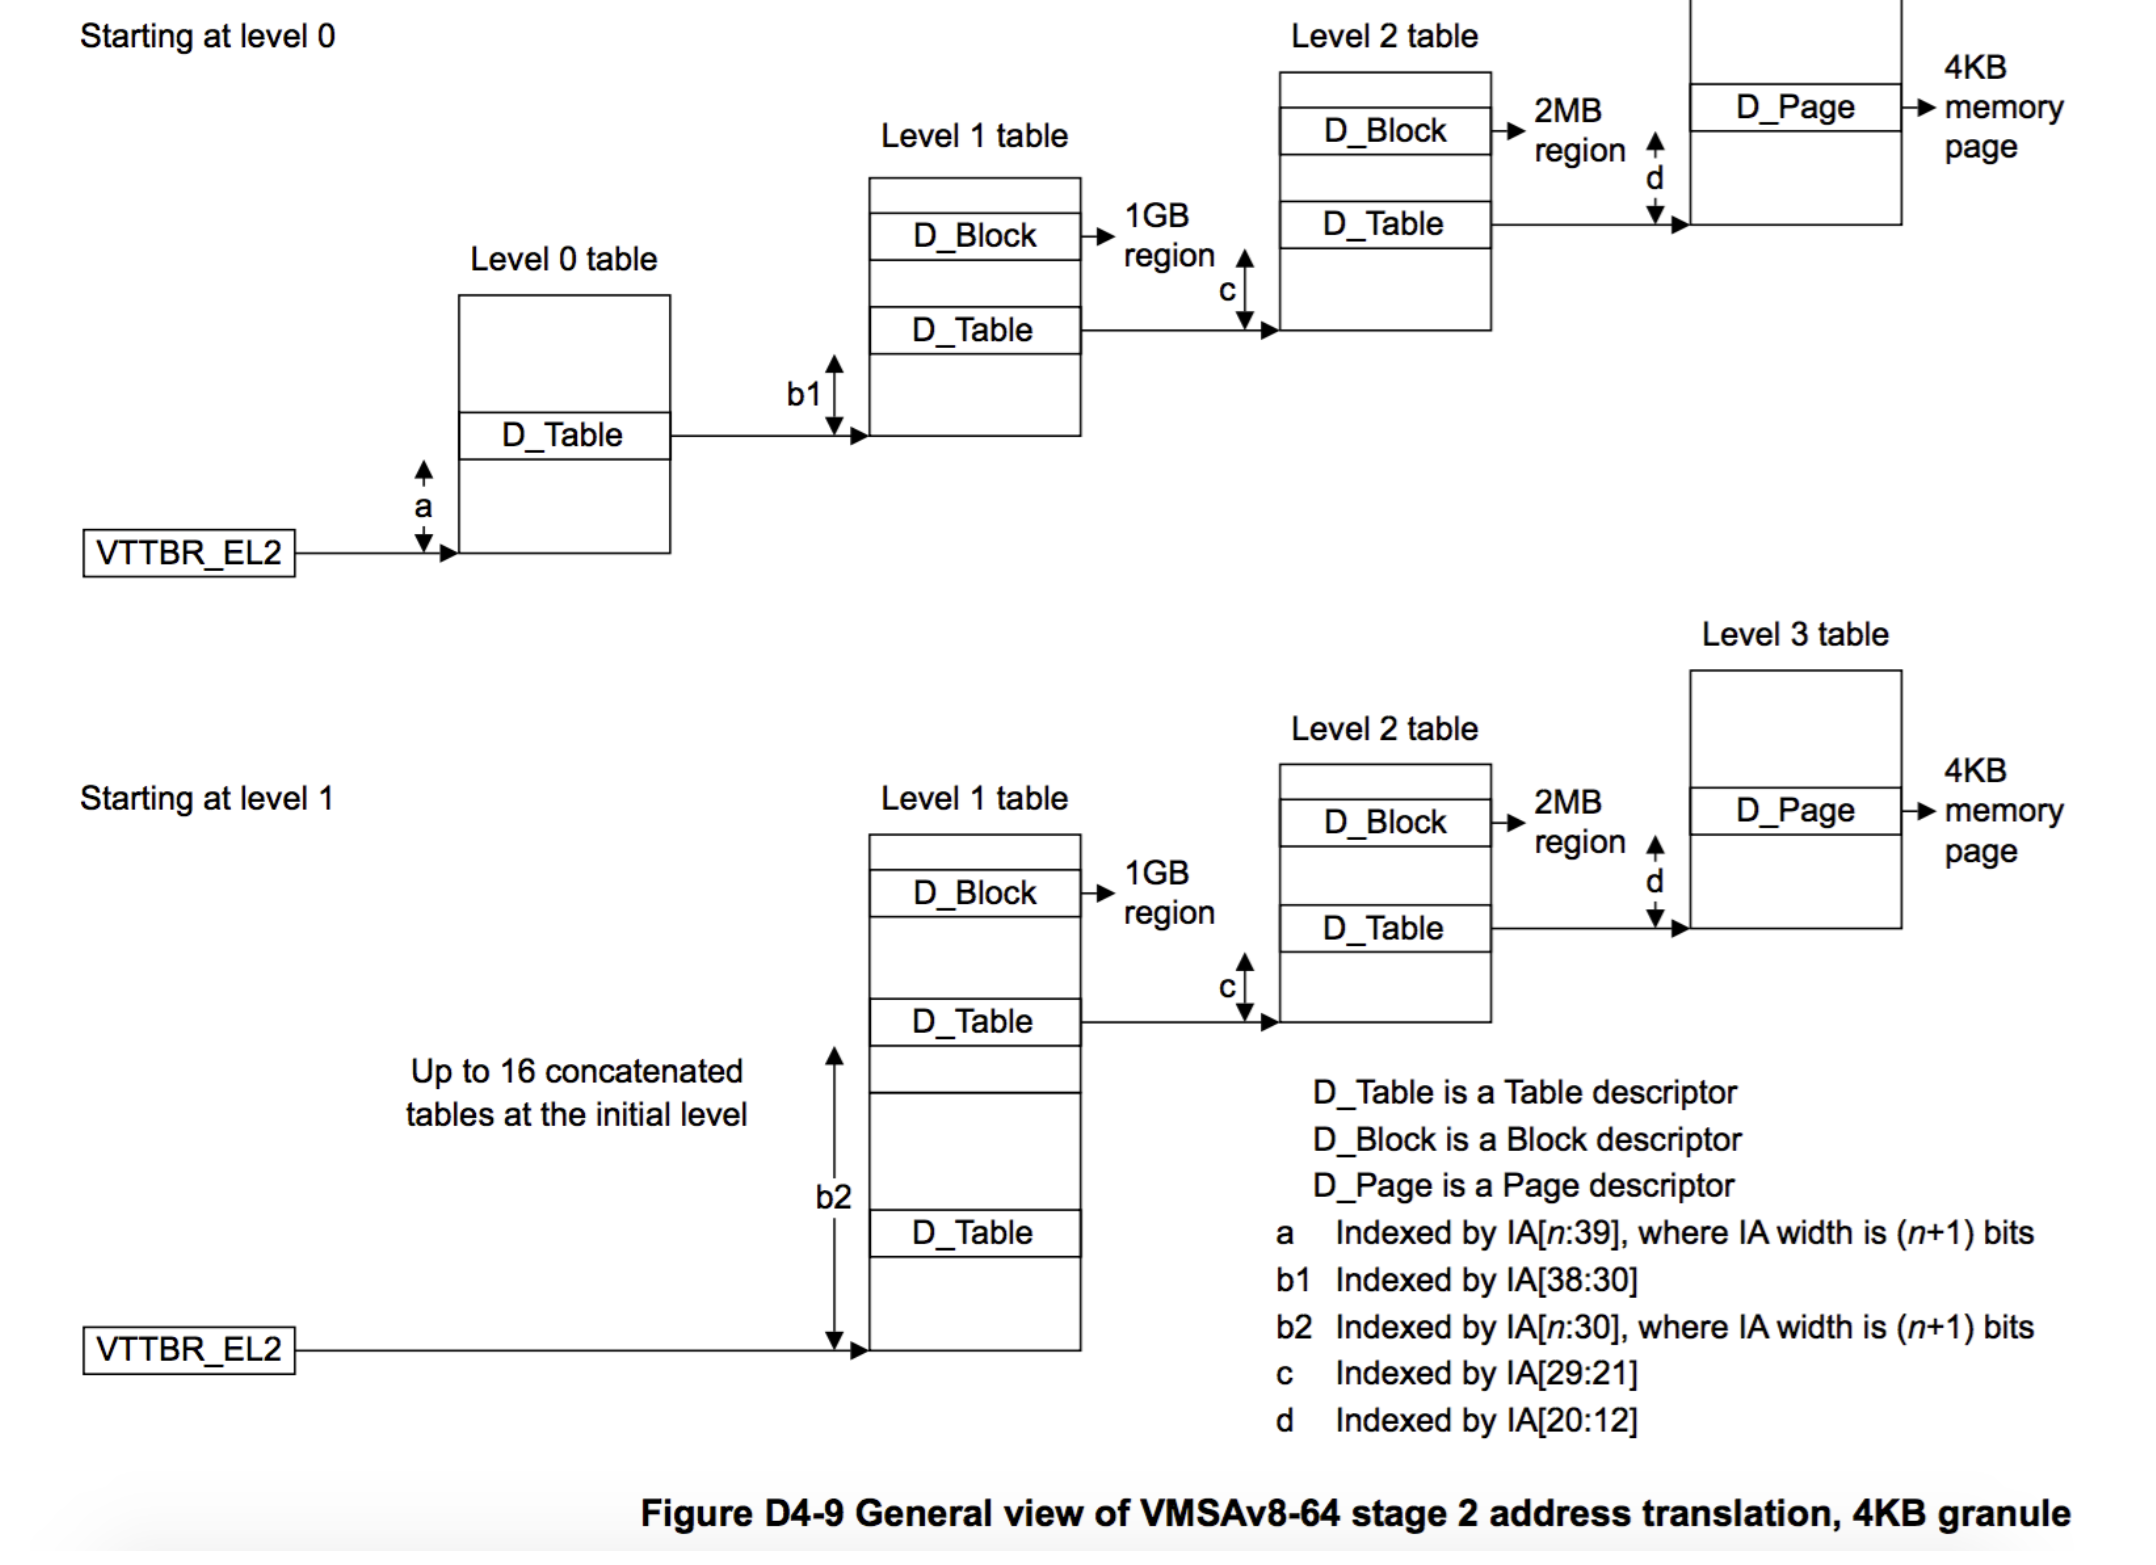 Starting at level 0
Level 2 table
4KB
memory
page
D_Page
2MB
region
D_Block
d
Level 1 table
1GB
region
D_Block
D_Table
Level 0 table
c
D_Table
b1
D_Table
a
VTTBR_EL2
Level 3 table
Level 2 table
4KB
memory
page
Starting at level 1
Level 1 table
2MB
region
D_Block
D_Page
1GB
region
D_Block
d
D_Table
c
D_Table
Up to 16 concatenated
tables at the initial level
b2
D_Table
VTTBR_EL2
D_Table is a Table descriptor
D_Block is a Block descriptor
D_Page is a Page descriptor
a Indexed by IA[n:39], where IA width is (n+1) bits
b1 Indexed by IA[38:30]
b2 Indexed by IA[n:30], where IA width is (n+1) bits
c Indexed by IA[29:21]
d Indexed by IA[20:12]
Figure D4-9 General view of VMSAv8-64 stage 2 address translation, 4KB granule